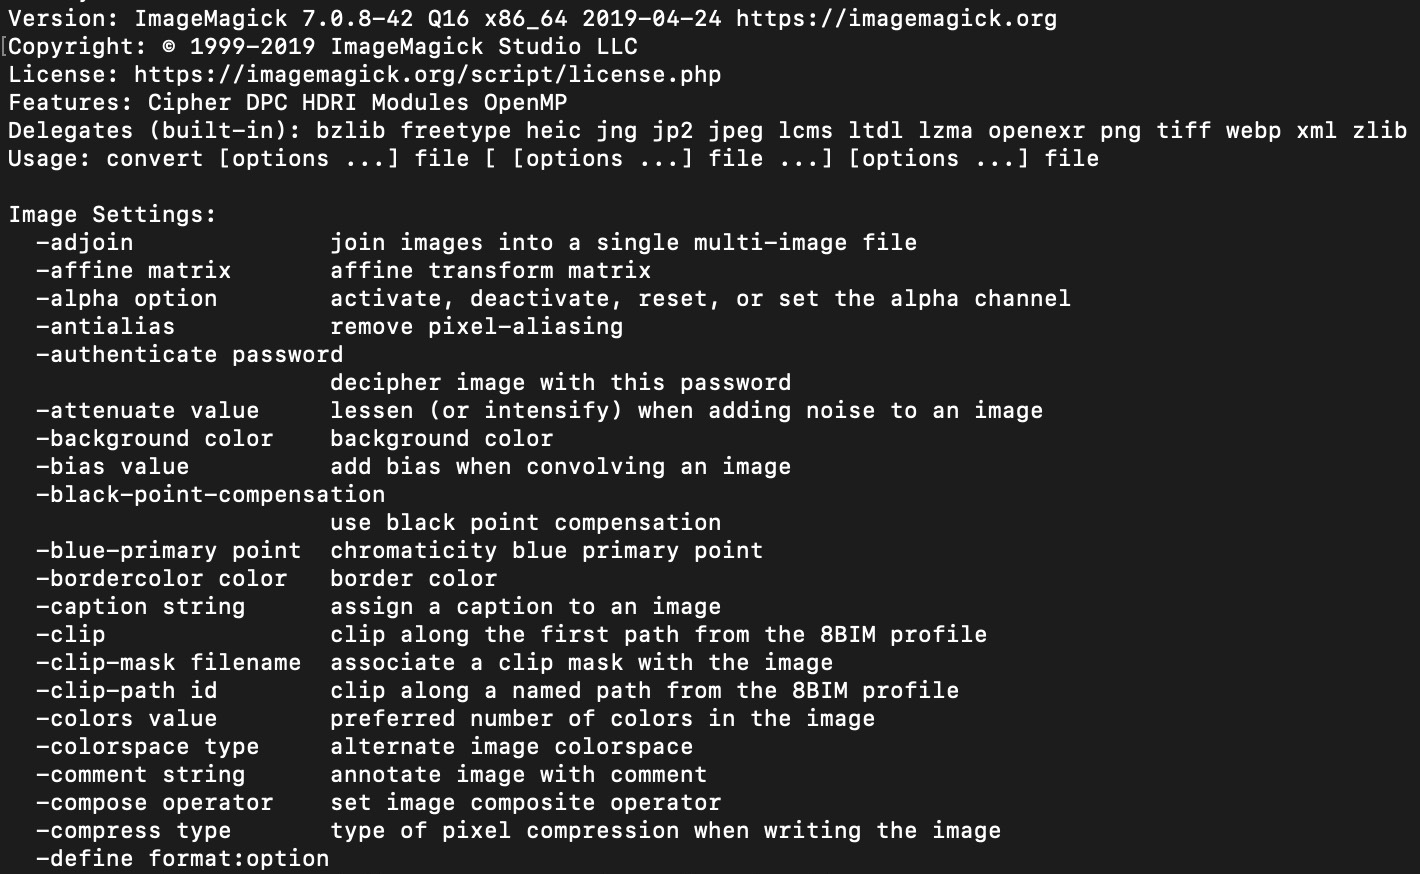 Version: ImageMagick 7.0.8-42 Q16 x86_64 2019-04-24 https://imagemagick.org
Copyright: © 1999-2019 ImageMagick Studio LLC
License: https://imagemagick.org/script/license.php
Features: Cipher DPC HDRI Modules OpenMP
Delegates (built-in): bzlib freetype heic jng jp2 jpeg lcms ltdl lzma openexr png tiff webp xml zlib
Usage: convert [options ...] file [ [options ...] file ...] [options ...] file

Image Settings:
  -adjoin              join images into a single multi-image file
  -affine matrix       affine transform matrix
  -alpha option        activate, deactivate, reset, or set the alpha channel
  -antialias           remove pixel-aliasing
  -authenticate password
                       decipher image with this password
  -attenuate value     lessen (or intensify) when adding noise to an image
  -background color    background color
  -bias value          add bias when convolving an image
  -black-point-compensation
                       use black point compensation
  -blue-primary point  chromaticity blue primary point
  -bordercolor color   border color
  -caption string      assign a caption to an image
  -clip                clip along the first path from the 8BIM profile
  -clip-mask filename  associate a clip mask with the image
  -clip-path id        clip along a named path from the 8BIM profile
  -colors value        preferred number of colors in the image
  -colorspace type     alternate image colorspace
  -comment string      annotate image with comment
  -compose operator    set image composite operator
  -compress type       type of pixel compression when writing the image
  -define format:option